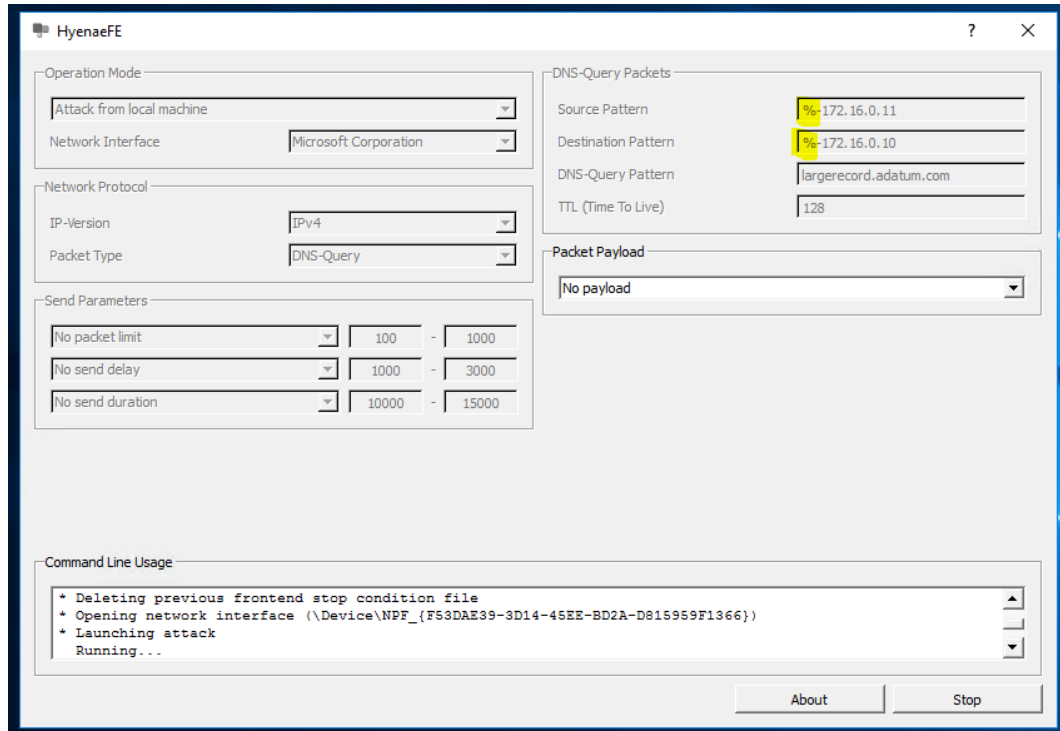 HyenaeFE
? ×
Operation Mode
Attack from local machine
Network Interface Microsoft Corporation
Network Protocol
IP-Version IPv4
Packet Type DNS-Query
Send Parameters
No packet limit 100 - 1000
No send delay 1000 - 3000
No send duration 10000 - 15000
DNS-Query Packets
Source Pattern %-172.16.0.11
Destination Pattern %-172.16.0.10
DNS-Query Pattern largerecord.adatum.com
TTL (Time To Live) 128
Packet Payload
No payload
Command Line Usage
* Deleting previous frontend stop condition file
* Opening network interface (\Device\NPF_{F53DAE39-3D14-45EE-BD2A-D815959F1366})
* Launching attack
Running...
About Stop